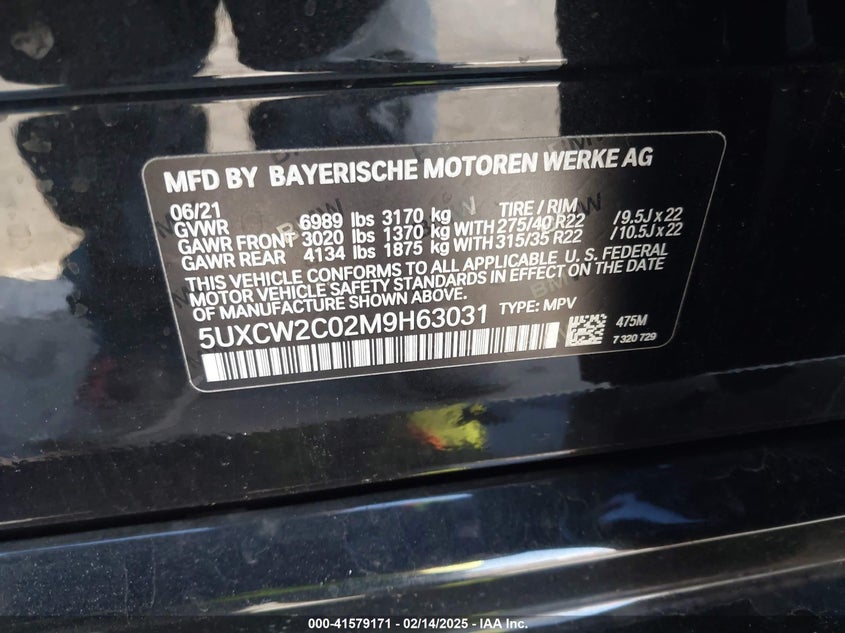 MFD BY BAYERISCHE MOTOREN WERKE AG
06/21 TIRE / RIM
GVWR 6989 lbs 3170 kg
GAWR FRONT 3020 lbs 1370 kg WITH 275/40 R22 / 9.5J x 22
GAWR REAR 4134 lbs 1875 kg WITH 315/35 R22 / 10.5J x 22
THIS VEHICLE CONFORMS TO ALL APPLICABLE U. S. FEDERAL
MOTOR VEHICLE SAFETY STANDARDS IN EFFECT ON THE DATE
OF MANUFACTURE SHOWN ABOVE.
5UXCW2C02M9H63031 TYPE: MPV
475M
7 320 729
000-41579171 - 02/14/2025 - IAA Inc.